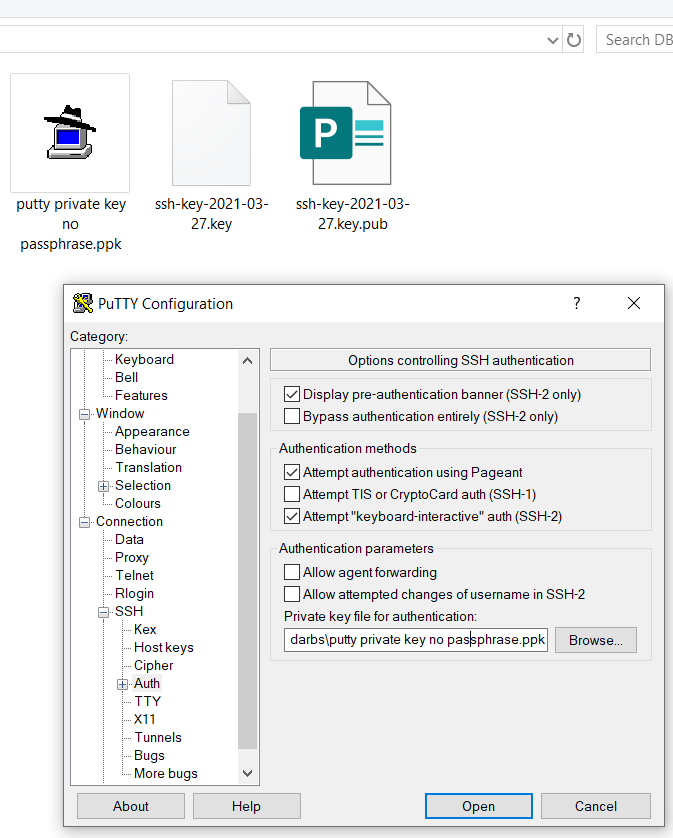 Search DB
putty private key
no
passphrase.ppk
ssh-key-2021-03-
27.key
P
ssh-key-2021-03-
27.key.pub
PuTTY Configuration
?
Category:
Keyboard
Bell
Features
Window
Appearance
Behaviour
Translation
Selection
Colours
Connection
Data
Proxy
Telnet
Rlogin
SSH
Kex
Host keys
Cipher
Auth
TTY
X11
Tunnels
Bugs
More bugs
Options controlling SSH authentication
Display pre-authentication banner (SSH-2 only)
Bypass authentication entirely (SSH-2 only)
Authentication methods
Attempt authentication using Pageant
Attempt TIS or CryptoCard auth (SSH-1)
Attempt "keyboard-interactive" auth (SSH-2)
Authentication parameters
Allow agent forwarding
Allow attempted changes of username in SSH-2
Private key file for authentication:
darbs\putty private key no passphrase.ppk
Browse...
About
Help
Open
Cancel